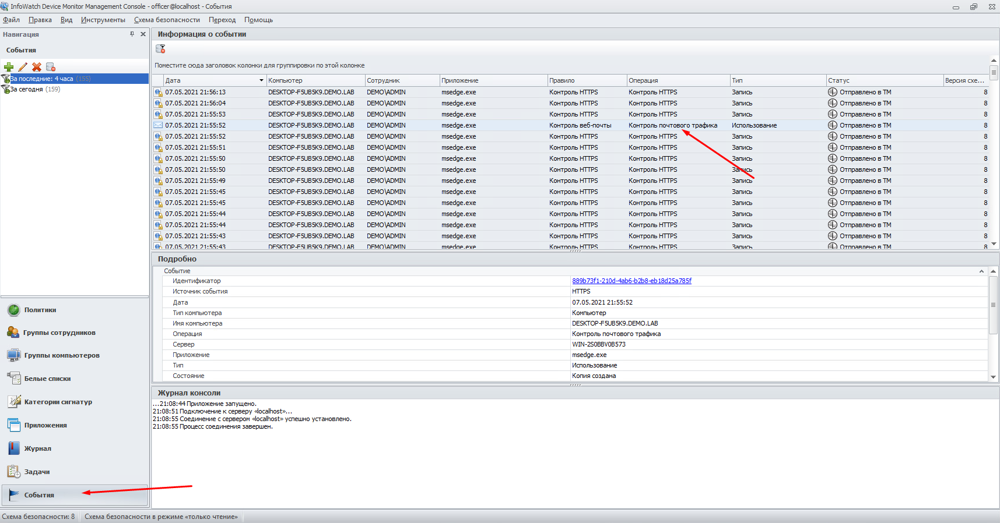 InfoWatch Device Monitor Management Console - officer@localhost - События
Файл Правка Вид Инструменты Схема безопасности Переход Помощь
Навигация
События
За последние: 4 часа (155)
За сегодня (159)
Политики
Группы сотрудников
Группы компьютеров
Белые списки
Категории сигнатур
Приложения
Журнал
Задачи
События
Информация о событии
Поместите сюда заголовок колонки для группировки по этой колонке
Дата Компьютер Сотрудник Приложение Правило Операция Тип Статус Версия схе...
07.05.2021 21:56:13 DESKTOP-F5UB5K9.DEMO.LAB DEMO\ADMIN msedge.exe Контроль HTTPS Контроль HTTPS Запись Отправлено в ТМ 8
07.05.2021 21:56:04 DESKTOP-F5UB5K9.DEMO.LAB DEMO\ADMIN msedge.exe Контроль HTTPS Контроль HTTPS Запись Отправлено в ТМ 8
07.05.2021 21:55:53 DESKTOP-F5UB5K9.DEMO.LAB DEMO\ADMIN msedge.exe Контроль HTTPS Контроль HTTPS Запись Отправлено в ТМ 8
07.05.2021 21:55:52 DESKTOP-F5UB5K9.DEMO.LAB DEMO\ADMIN msedge.exe Контроль веб-почты Контроль почтового трафика Использование Отправлено в ТМ 8
07.05.2021 21:55:52 DESKTOP-F5UB5K9.DEMO.LAB DEMO\ADMIN msedge.exe Контроль HTTPS Контроль HTTPS Запись Отправлено в ТМ 8
07.05.2021 21:55:51 DESKTOP-F5UB5K9.DEMO.LAB DEMO\ADMIN msedge.exe Контроль HTTPS Контроль HTTPS Запись Отправлено в ТМ 8
07.05.2021 21:55:50 DESKTOP-F5UB5K9.DEMO.LAB DEMO\ADMIN msedge.exe Контроль HTTPS Контроль HTTPS Запись Отправлено в ТМ 8
07.05.2021 21:55:50 DESKTOP-F5UB5K9.DEMO.LAB DEMO\ADMIN msedge.exe Контроль HTTPS Контроль HTTPS Запись Отправлено в ТМ 8
07.05.2021 21:55:49 DESKTOP-F5UB5K9.DEMO.LAB DEMO\ADMIN msedge.exe Контроль HTTPS Контроль HTTPS Запись Отправлено в ТМ 8
07.05.2021 21:55:45 DESKTOP-F5UB5K9.DEMO.LAB DEMO\ADMIN msedge.exe Контроль HTTPS Контроль HTTPS Запись Отправлено в ТМ 8
07.05.2021 21:55:45 DESKTOP-F5UB5K9.DEMO.LAB DEMO\ADMIN msedge.exe Контроль HTTPS Контроль HTTPS Запись Отправлено в ТМ 8
07.05.2021 21:55:44 DESKTOP-F5UB5K9.DEMO.LAB DEMO\ADMIN msedge.exe Контроль HTTPS Контроль HTTPS Запись Отправлено в ТМ 8
07.05.2021 21:55:44 DESKTOP-F5UB5K9.DEMO.LAB DEMO\ADMIN msedge.exe Контроль HTTPS Контроль HTTPS Запись Отправлено в ТМ 8
07.05.2021 21:55:43 DESKTOP-F5UB5K9.DEMO.LAB DEMO\ADMIN msedge.exe Контроль HTTPS Контроль HTTPS Запись Отправлено в ТМ 8
07.05.2021 21:55:43 DESKTOP-F5UB5K9.DEMO.LAB DEMO\ADMIN msedge.exe Контроль HTTPS Контроль HTTPS Запись Отправлено в ТМ 8
Подробно
Событие
Идентификатор 889b73f1-210d-4ab6-b2b8-eb18d25a785f
Источник события HTTPS
Дата 07.05.2021 21:55:52
Тип компьютера Компьютер
Имя компьютера DESKTOP-F5UB5K9.DEMO.LAB
Операция Контроль почтового трафика
Сервер WIN-2S0BBV0B573
Приложение msedge.exe
Тип Использование
Состояние Копия создана
Журнал консоли
...21:08:44 Приложение запущено.
21:08:51 Подключение к серверу «localhost»...
21:08:55 Соединение с сервером «localhost» успешно установлено.
21:08:55 Процесс соединения завершен.
Схема безопасности: 8 Схема безопасности в режиме «только чтение»